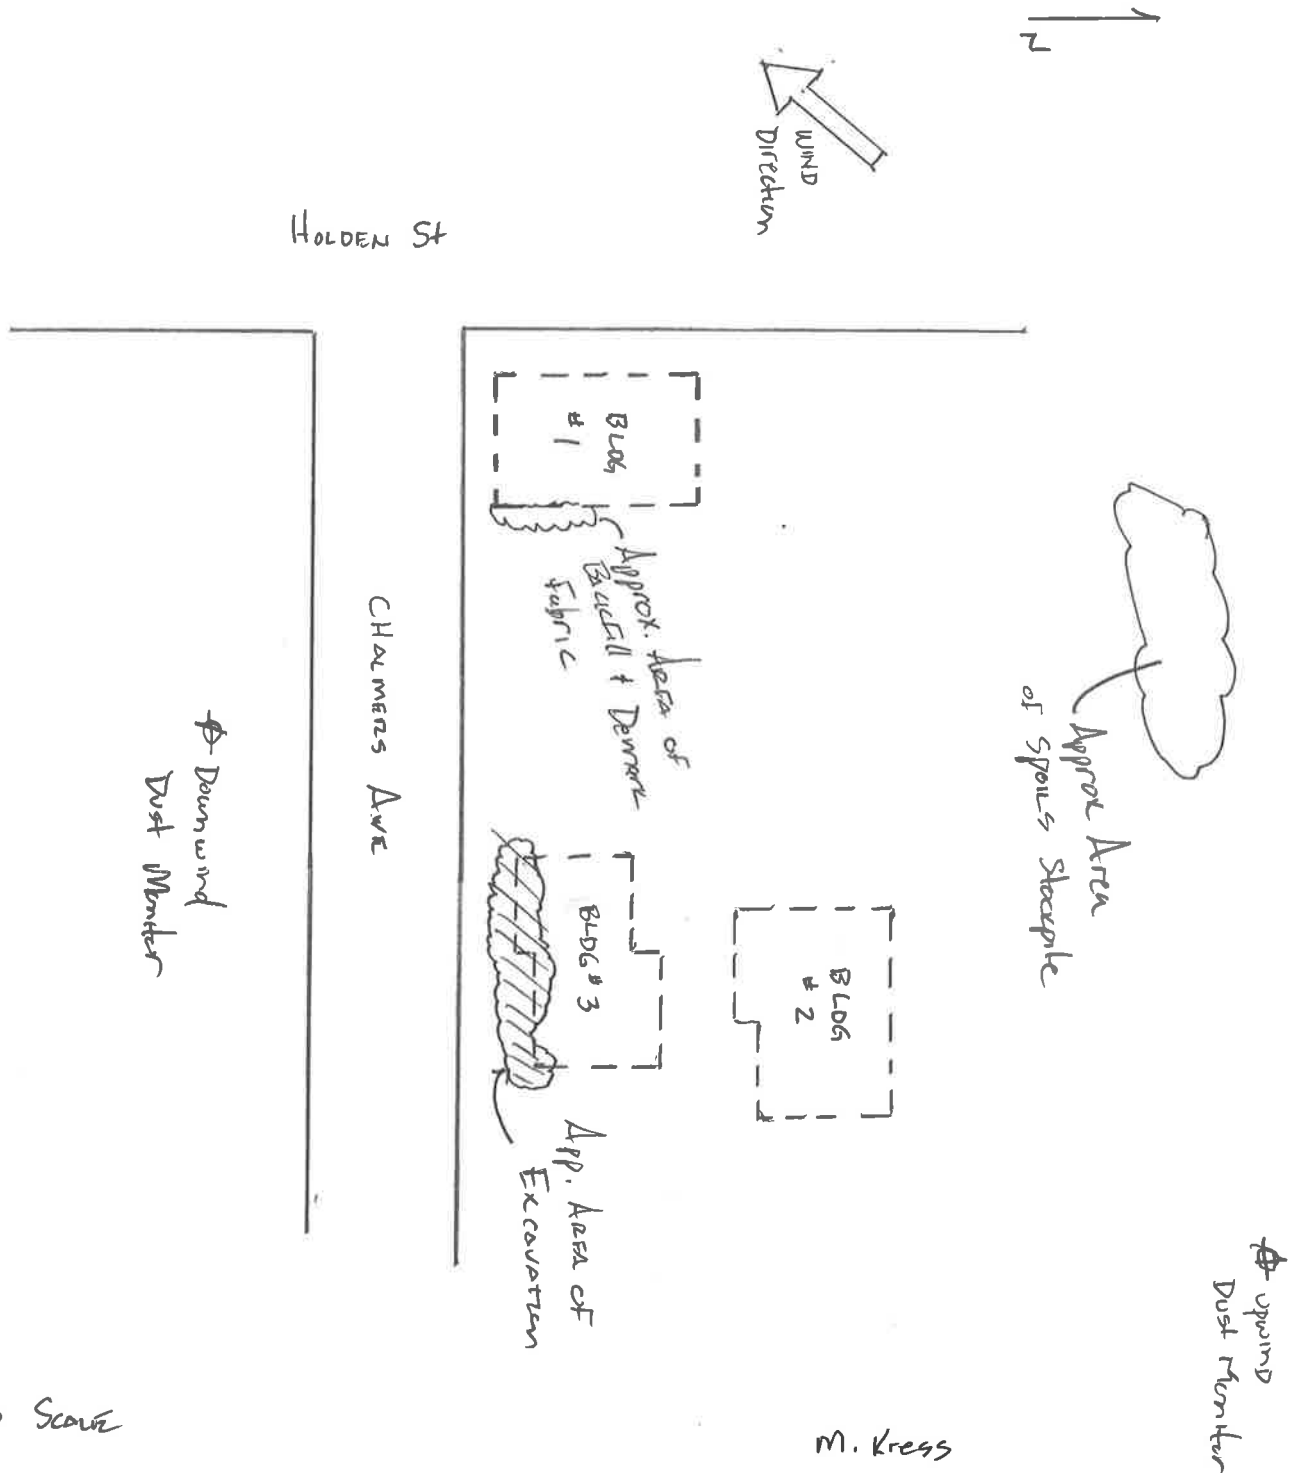 N
WIND
Direction
HOLDEN St
BLDG
#1
Approx. AREA of
Backfill + Demark
Fabric
CHALMERS AVE
Approx Area
of Spoils Stockpile
Downwind
Dust Monitor
BLDG #3
BLDG
#2
App. AREA OF
EXCAVATION
upwind
Dust Monitor
Scale
M. Kress